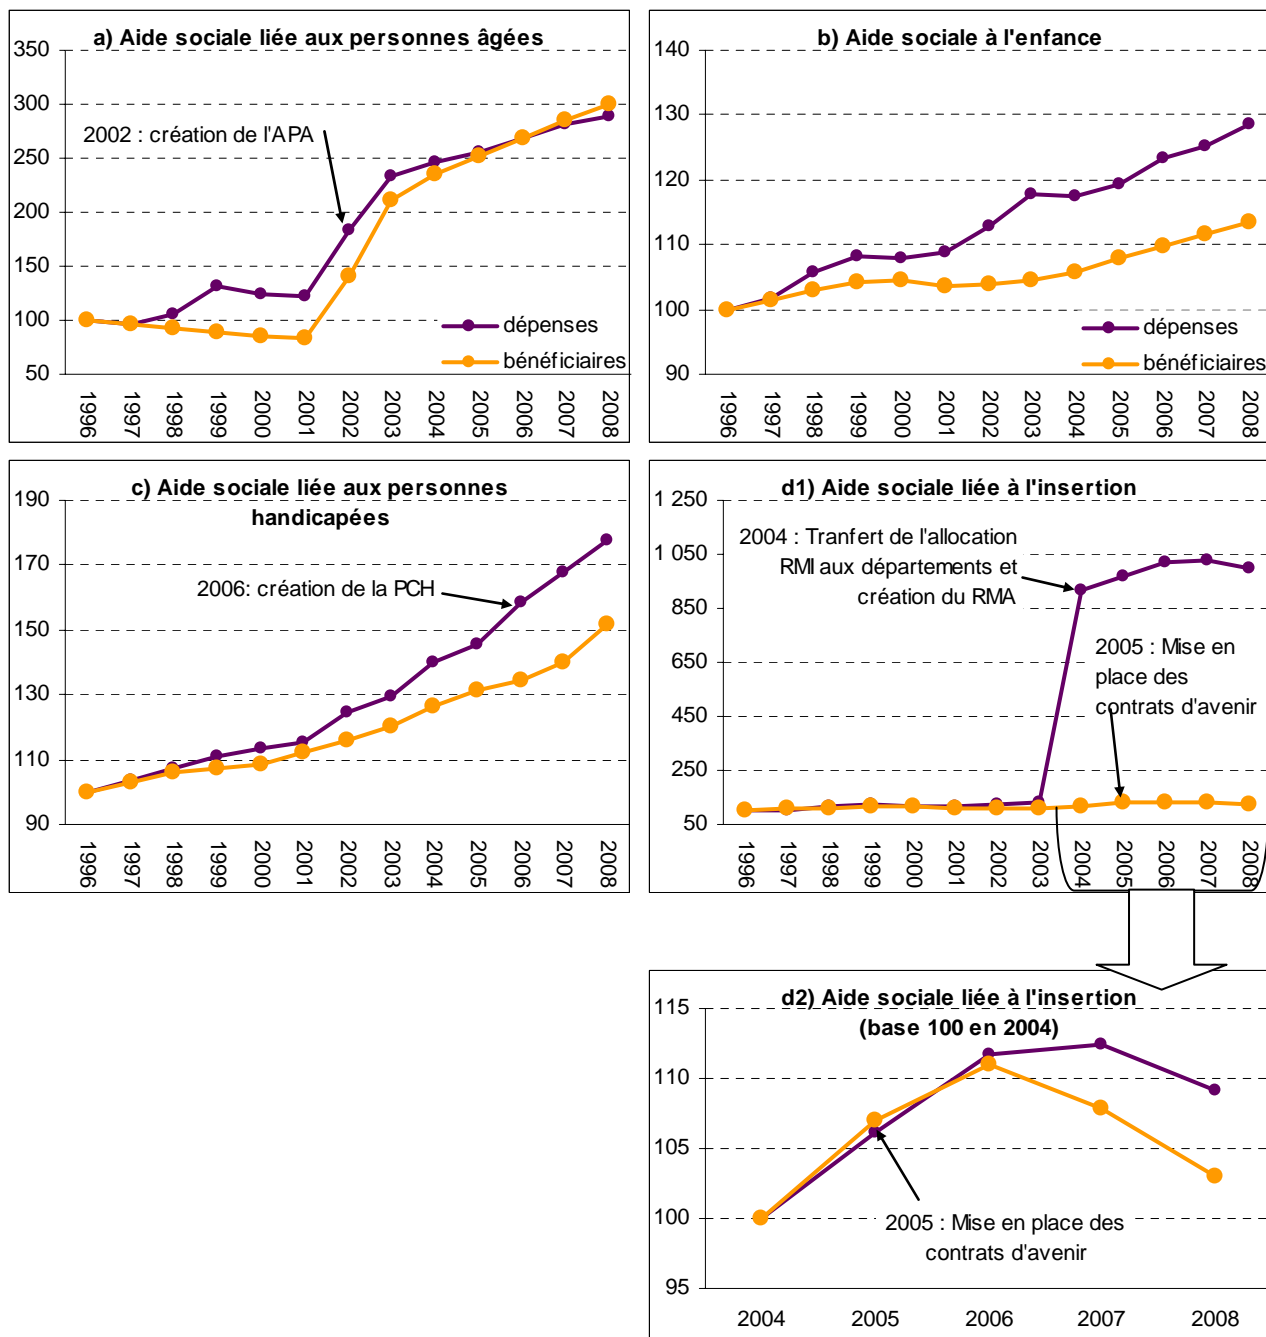 a) Aide sociale liée aux personnes âgées
350
300
250
200
150
100
50
2002 : création de l'APA
dépenses
bénéficiaires
1996 1997 1998 1999 2000 2001 2002 2003 2004 2005 2006 2007 2008
b) Aide sociale à l'enfance
140
130
120
110
100
90
dépenses
bénéficiaires
1996 1997 1998 1999 2000 2001 2002 2003 2004 2005 2006 2007 2008
c) Aide sociale liée aux personnes
handicapées
190
170
150
130
110
90
2006: création de la PCH
1996 1997 1998 1999 2000 2001 2002 2003 2004 2005 2006 2007 2008
d1) Aide sociale liée à l'insertion
1 250
1 050
850
650
450
250
50
2004 : Tranfert de l'allocation
RMI aux départements et
création du RMA
2005 : Mise en
place des
contrats d'avenir
1996 1997 1998 1999 2000 2001 2002 2003 2004 2005 2006 2007 2008
d2) Aide sociale liée à l'insertion
(base 100 en 2004)
115
110
105
100
95
2005 : Mise en place des
contrats d'avenir
2004 2005 2006 2007 2008